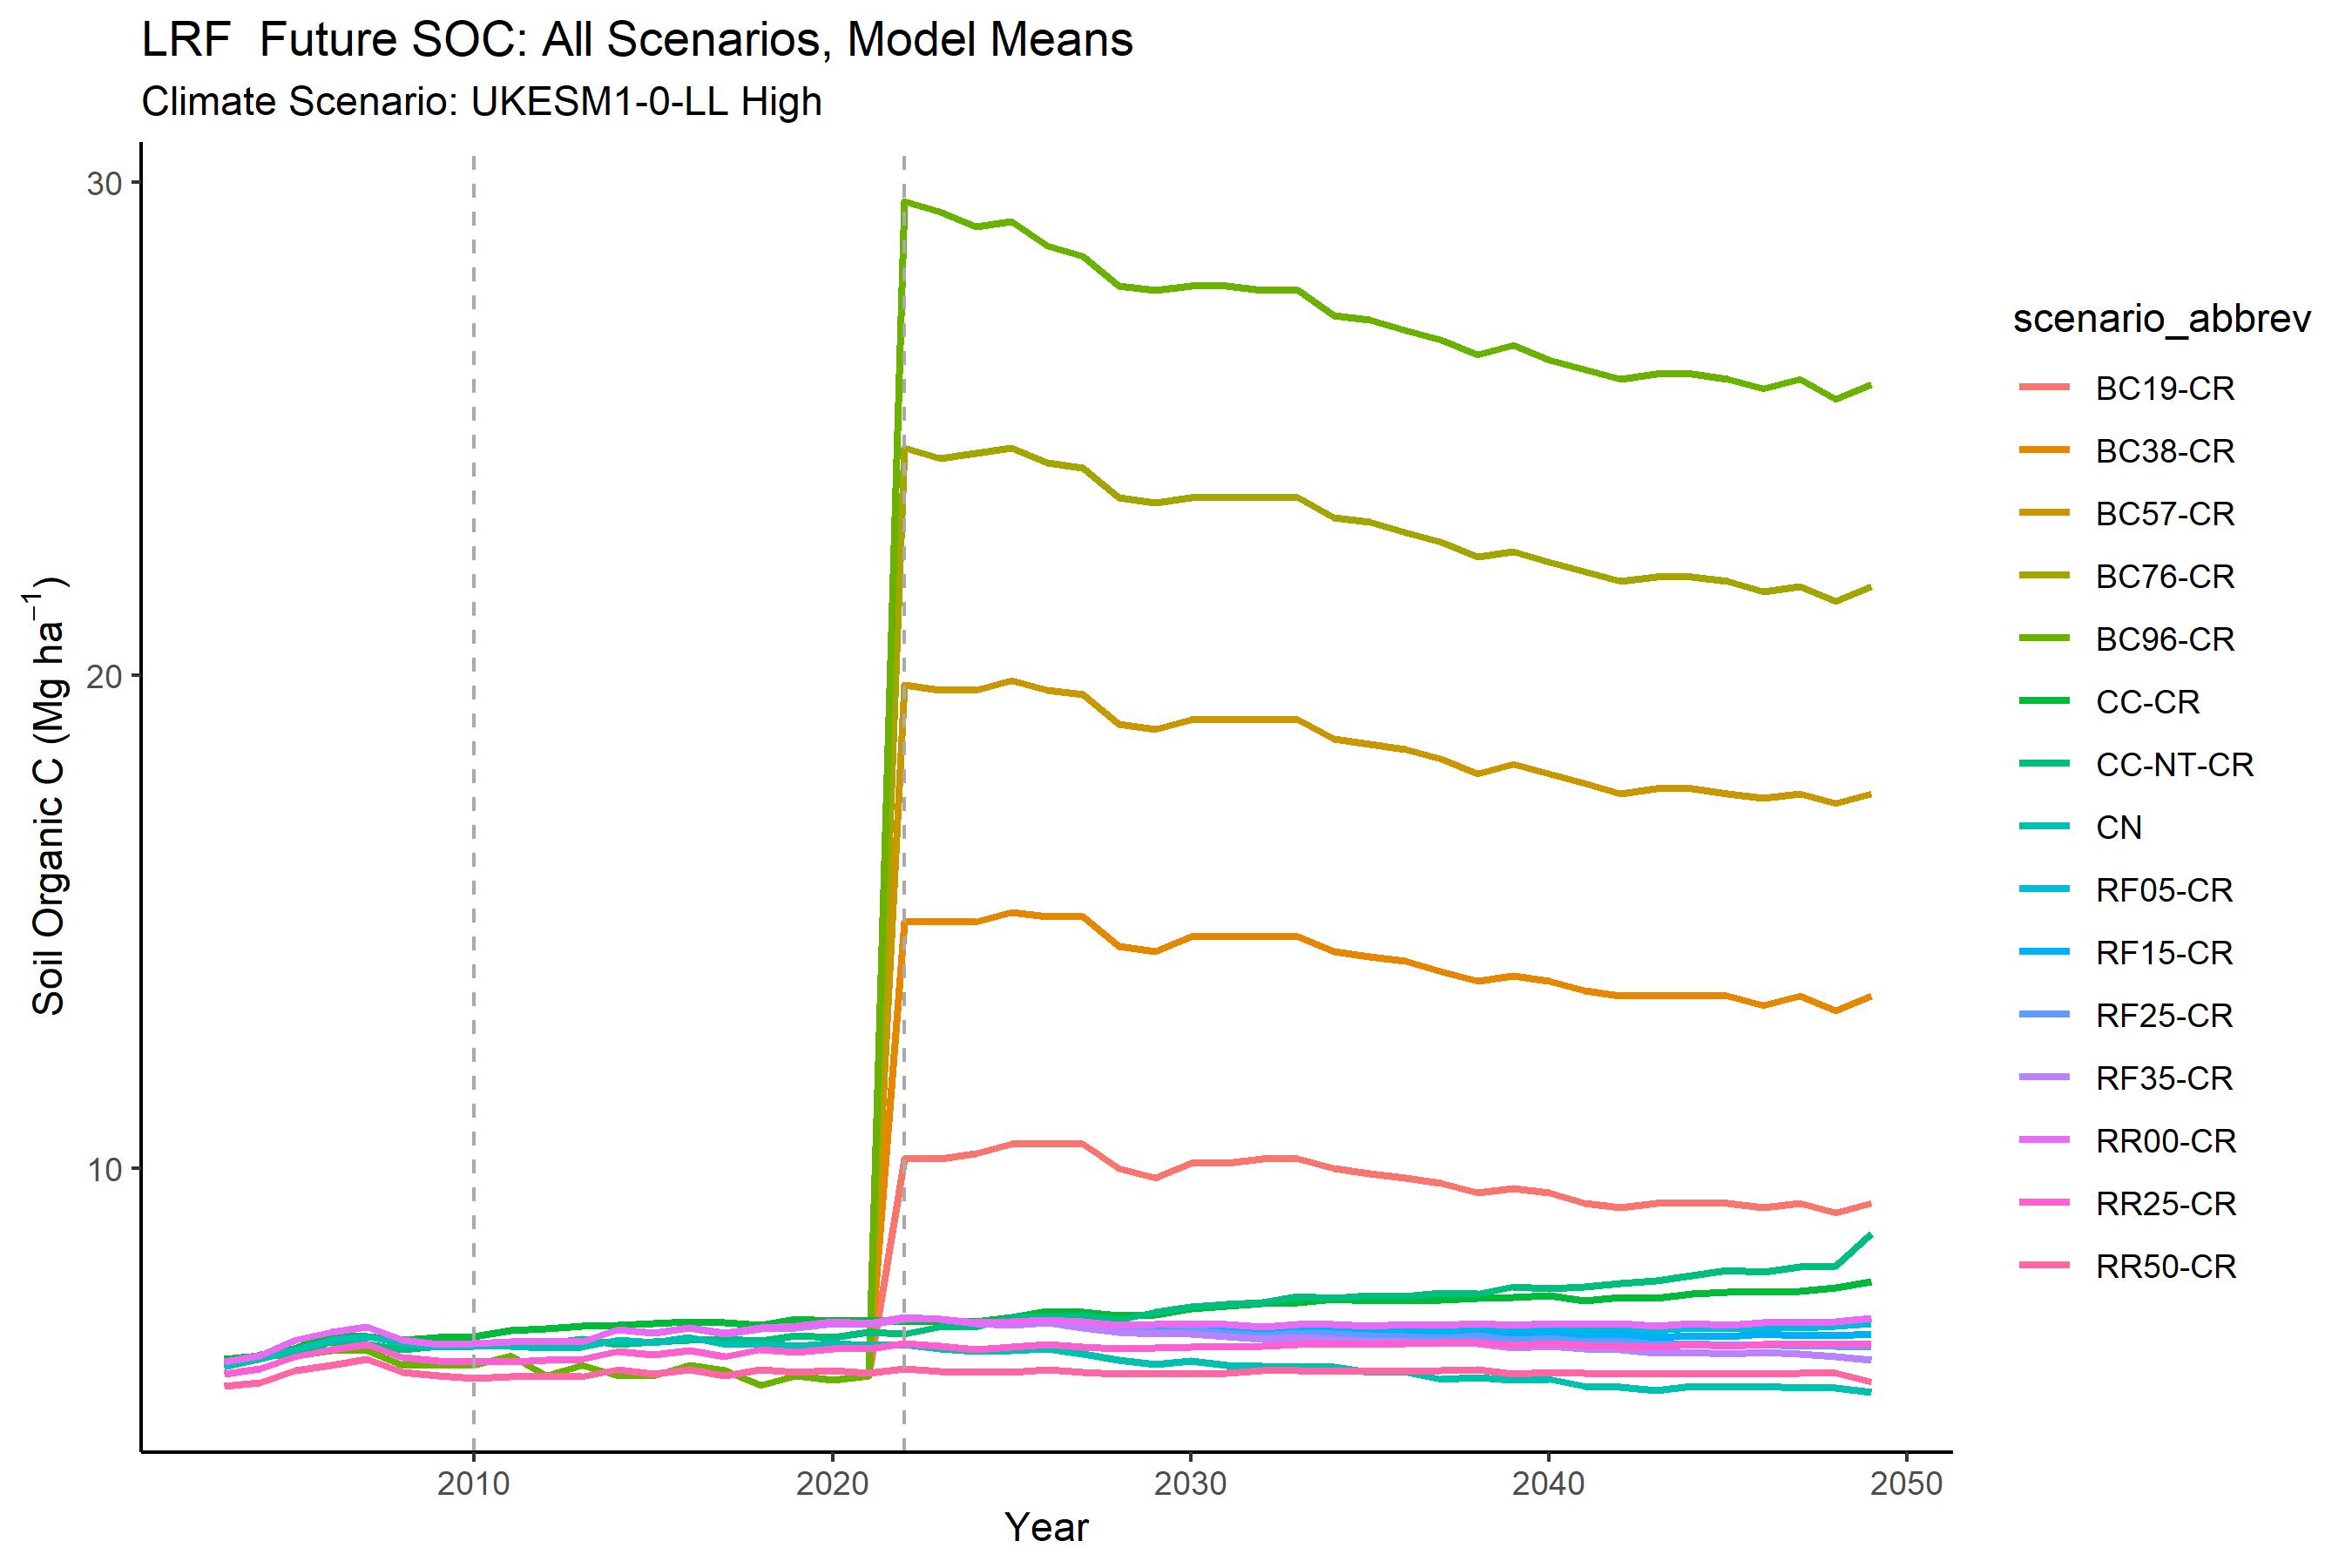 LRF  Future SOC: All Scenarios, Model Means
Climate Scenario: UKESM1-0-LL High
Soil Organic C (Mg ha⁻¹)
30
20
10
2010
2020
2030
2040
2050
Year
scenario_abbrev
BC19-CR
BC38-CR
BC57-CR
BC76-CR
BC96-CR
CC-CR
CC-NT-CR
CN
RF05-CR
RF15-CR
RF25-CR
RF35-CR
RR00-CR
RR25-CR
RR50-CR